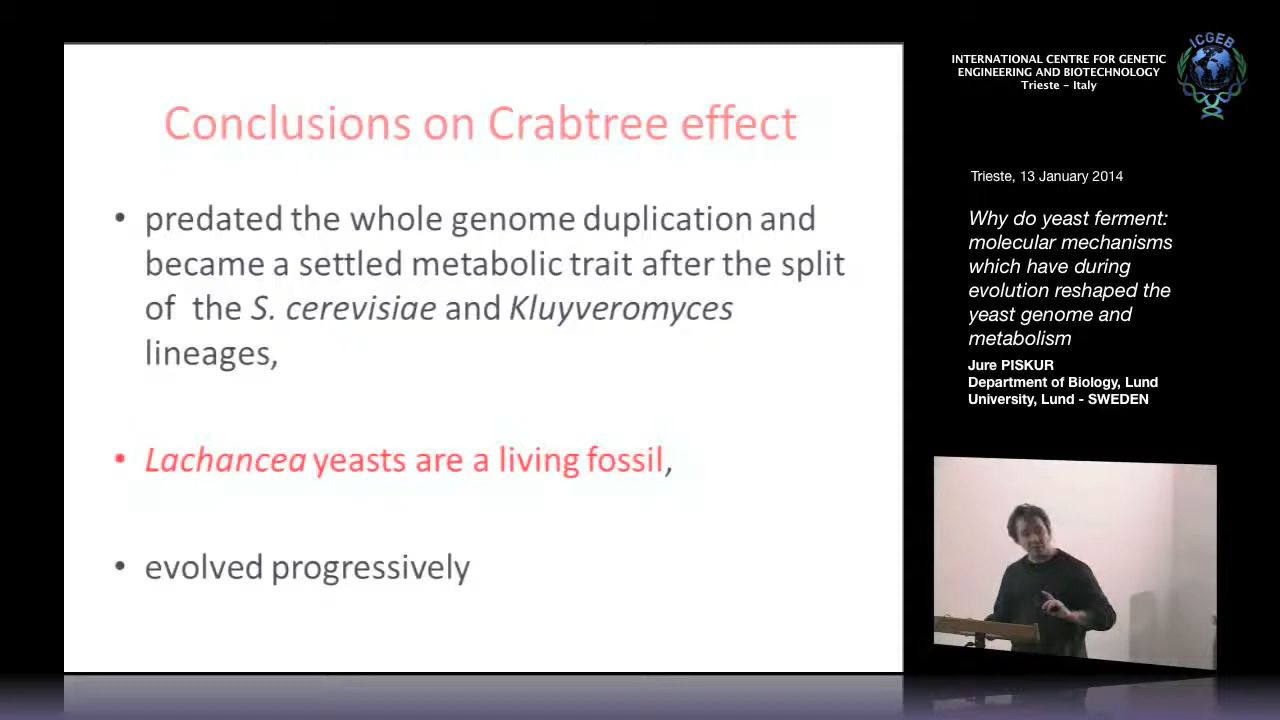 Conclusions on Crabtree effect
• predated the whole genome duplication and
became a settled metabolic trait after the split
of the S. cerevisiae and Kluyveromyces
lineages,
• Lachancea yeasts are a living fossil,
• evolved progressively
INTERNATIONAL CENTRE FOR GENETIC
ENGINEERING AND BIOTECHNOLOGY
Trieste - Italy
ICGEB
Trieste, 13 January 2014
Why do yeast ferment:
molecular mechanisms
which have during
evolution reshaped the
yeast genome and
metabolism
Jure PISKUR
Department of Biology, Lund
University, Lund - SWEDEN